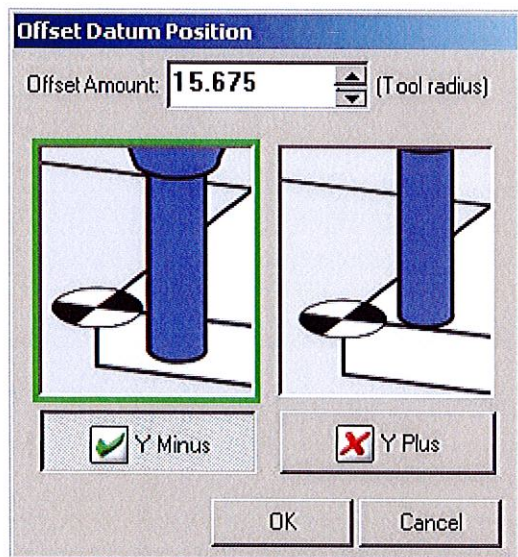 Offset Datum Position
Offset Amount: 15.675 (Tool radius)
Y Minus
Y Plus
OK
Cancel